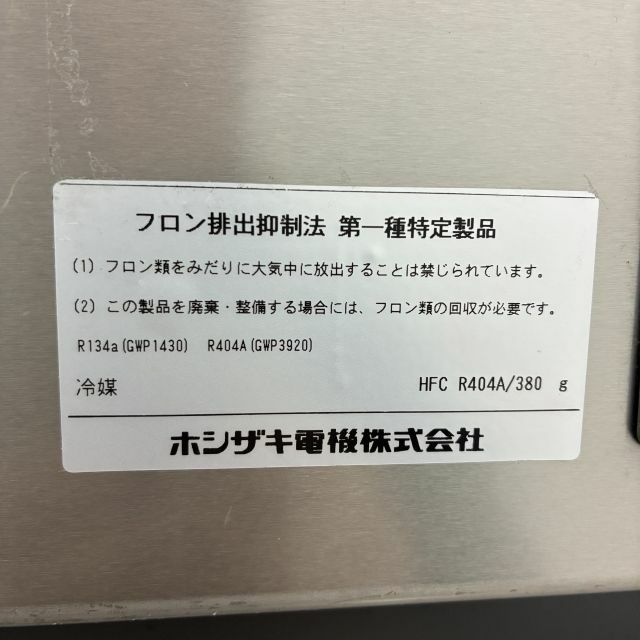 フロン排出抑制法 第一種特定製品
(1) フロン類をみだりに大気中に放出することは禁じられています。
(2) この製品を廃棄・整備する場合には、フロン類の回収が必要です。
R134a(GWP1430) R404A(GWP3920)
冷媒 HFC R404A/380 g
ホシザキ電機株式会社